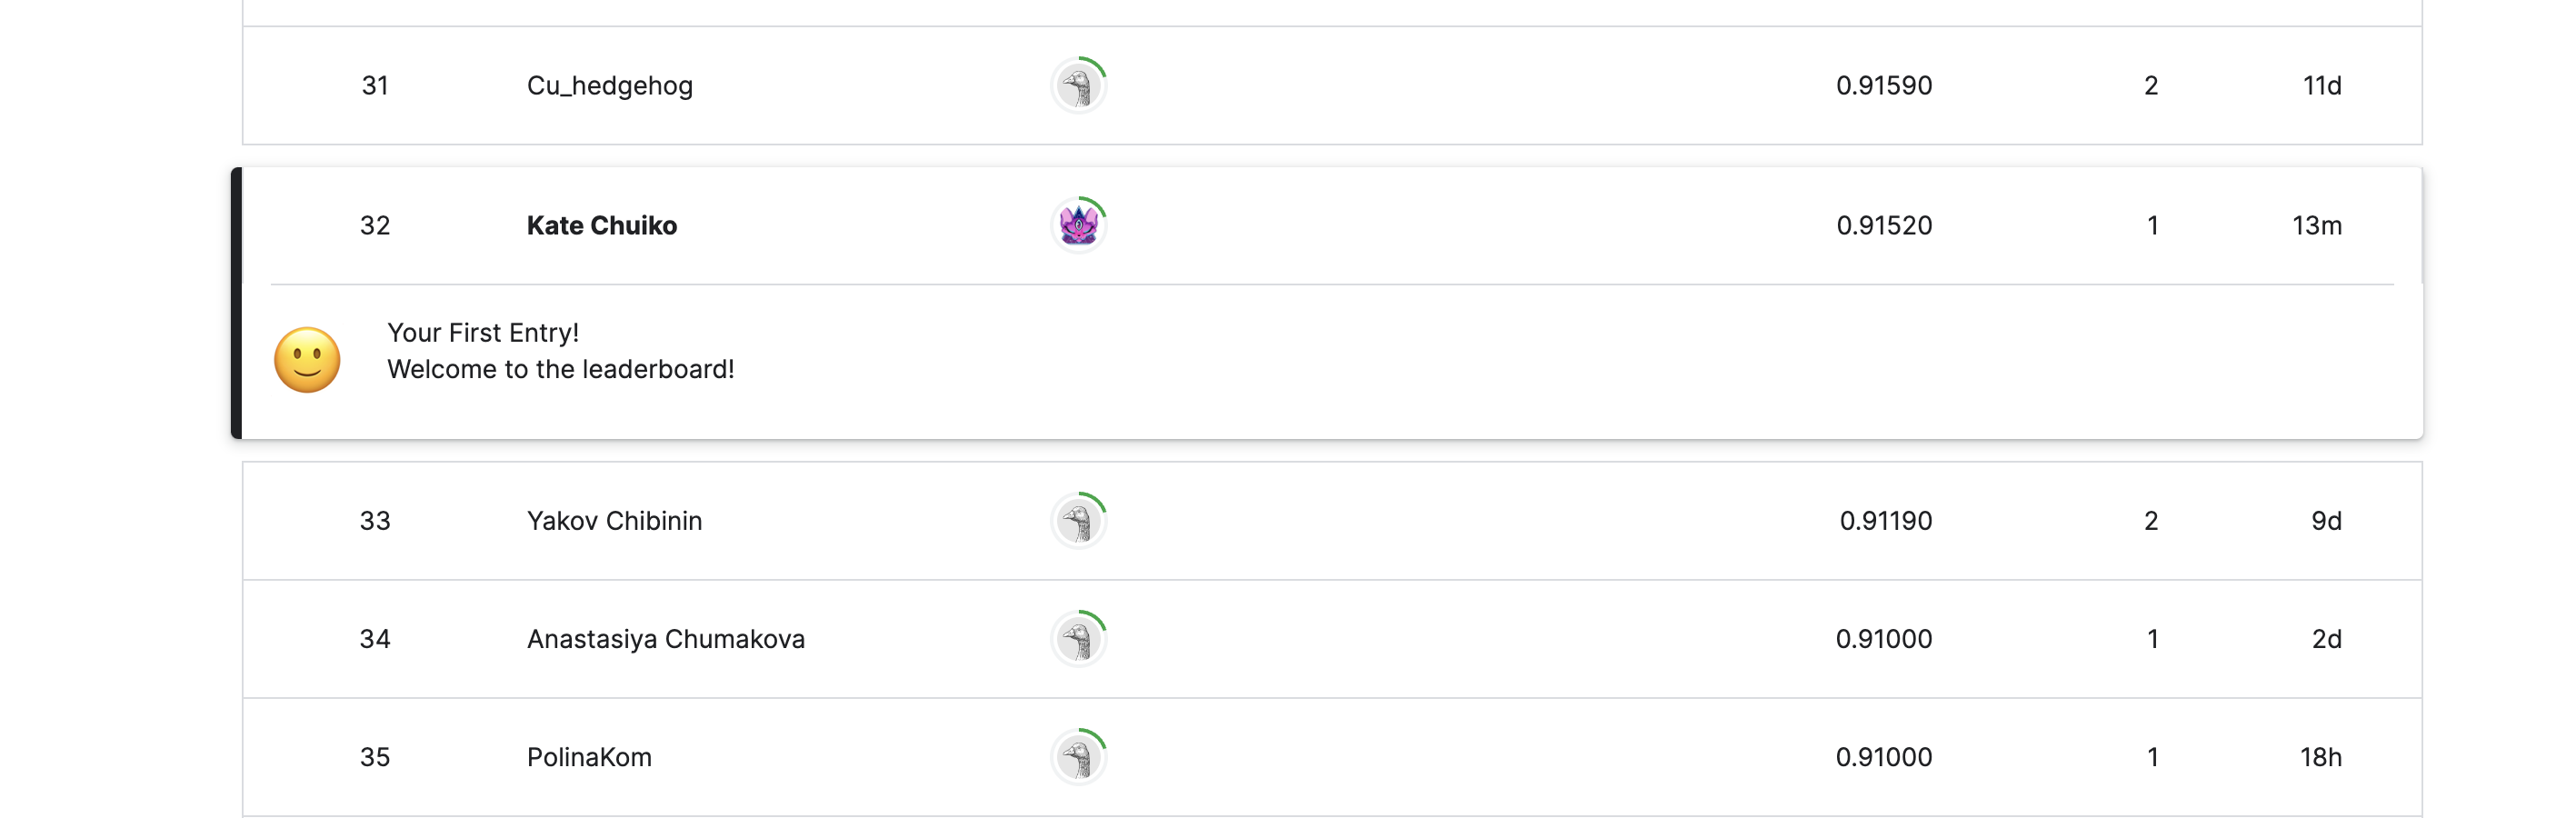 31 Cu_hedgehog 0.91590 2 11d
32 Kate Chuiko 0.91520 1 13m
Your First Entry!
Welcome to the leaderboard!
33 Yakov Chibinin 0.91190 2 9d
34 Anastasiya Chumakova 0.91000 1 2d
35 PolinaKom 0.91000 1 18h